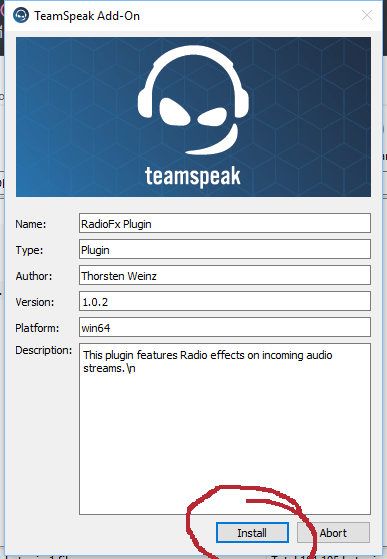 TeamSpeak Add-On
teamspeak
Name: RadioFx Plugin
Type: Plugin
Author: Thorsten Weinz
Version: 1.0.2
Platform: win64
Description: This plugin features Radio effects on incoming audio
streams.\n
Install Abort